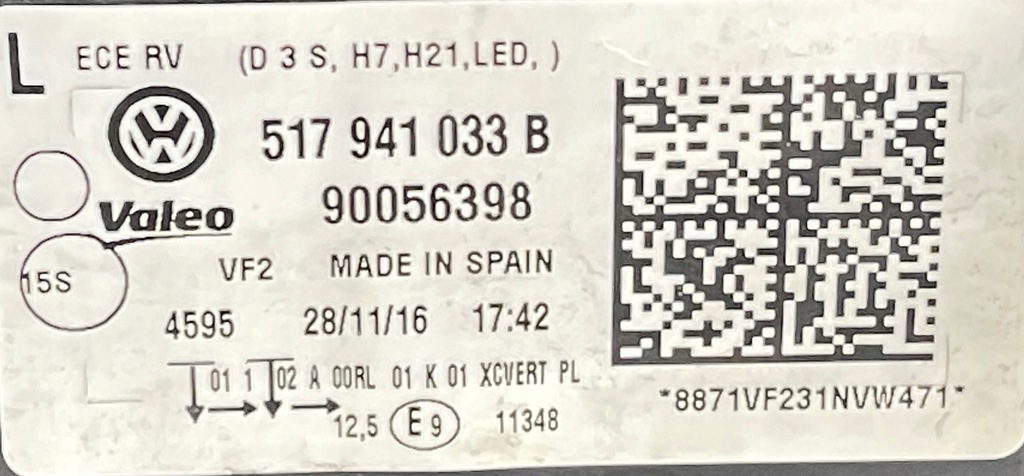 L ECE RV (D 3 S, H7,H21,LED, )
517 941 033 B
Valeo 90056398
15S VF2 MADE IN SPAIN
4595 28/11/16 17:42
01 1 02 A 00RL 01 K 01 XCVERT PL
12,5 E9 11348
*8871VF231NVW471*